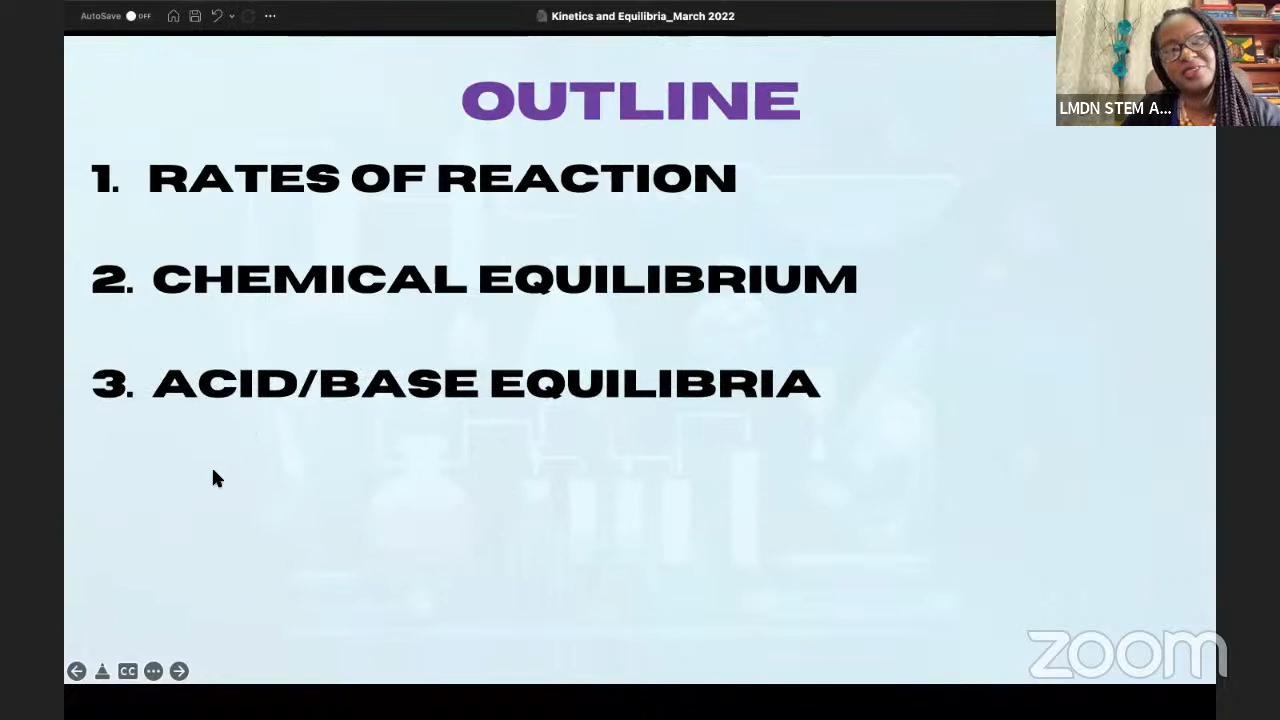 AutoSave OFF
Kinetics and Equilibria_March 2022
LMDN STEM A...
OUTLINE
1. RATES OF REACTION
2. CHEMICAL EQUILIBRIUM
3. ACID/BASE EQUILIBRIA
CC
zoom